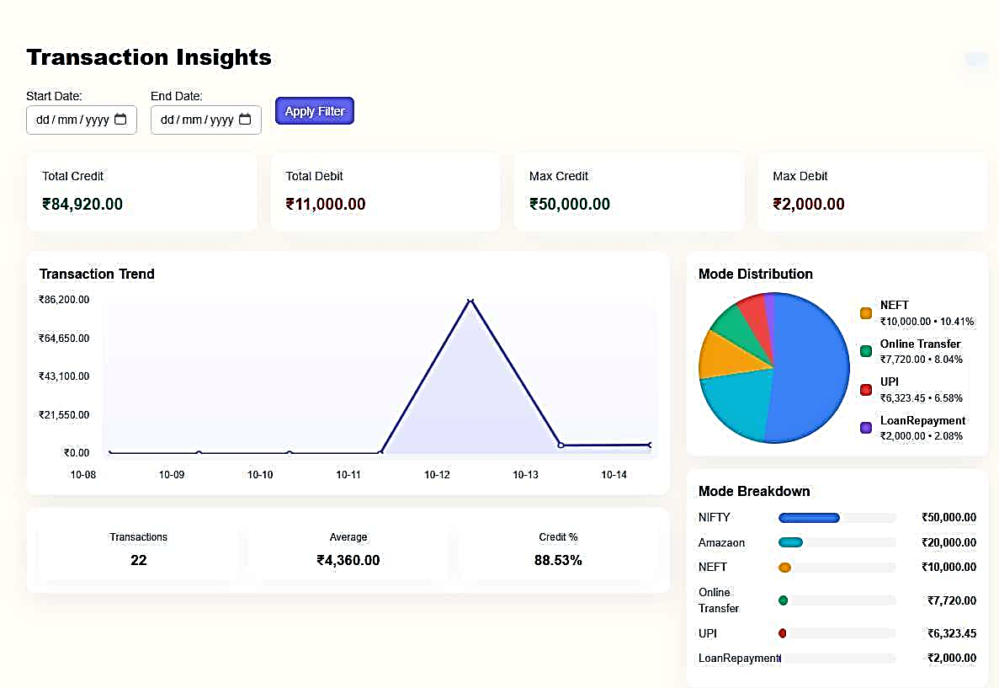 Transaction Insights
Start Date:
End Date:
dd/mm/yyyy
dd/mm/yyyy
Apply Filter
Total Credit
₹84,920.00
Total Debit
₹11,000.00
Max Credit
₹50,000.00
Max Debit
₹2,000.00
Transaction Trend
₹86,200.00
₹64,650.00
₹43,100.00
₹21,550.00
₹0.00
10-08 10-09 10-10 10-11 10-12 10-13 10-14
Transactions
22
Average
₹4,360.00
Credit %
88.53%
Mode Distribution
NEFT
₹10,000.00 • 10.41%
Online Transfer
₹7,720.00 • 8.04%
UPI
₹6,323.45 • 6.58%
LoanRepayment
₹2,000.00 • 2.08%
Mode Breakdown
NIFTY ₹50,000.00
Amazaon ₹20,000.00
NEFT ₹10,000.00
Online
Transfer ₹7,720.00
UPI ₹6,323.45
LoanRepayment ₹2,000.00